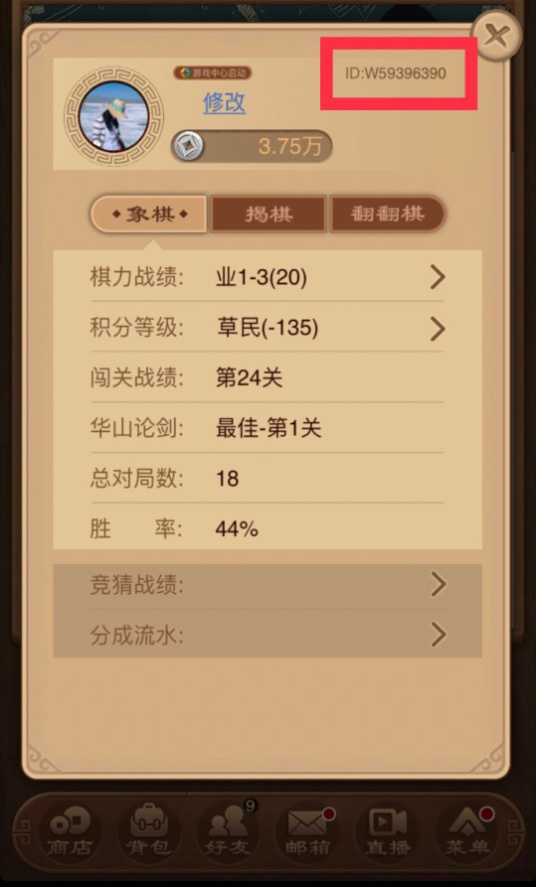 游戏中心启动
ID:W59396390
修改
3.75万
象棋 揭棋 翻翻棋
棋力战绩: 业1-3(20)
积分等级: 草民(-135)
闯关战绩: 第24关
华山论剑: 最佳-第1关
总对局数: 18
胜 率: 44%
竞猜战绩:
分成流水:
9
商店 背包 好友 邮箱 直播 菜单